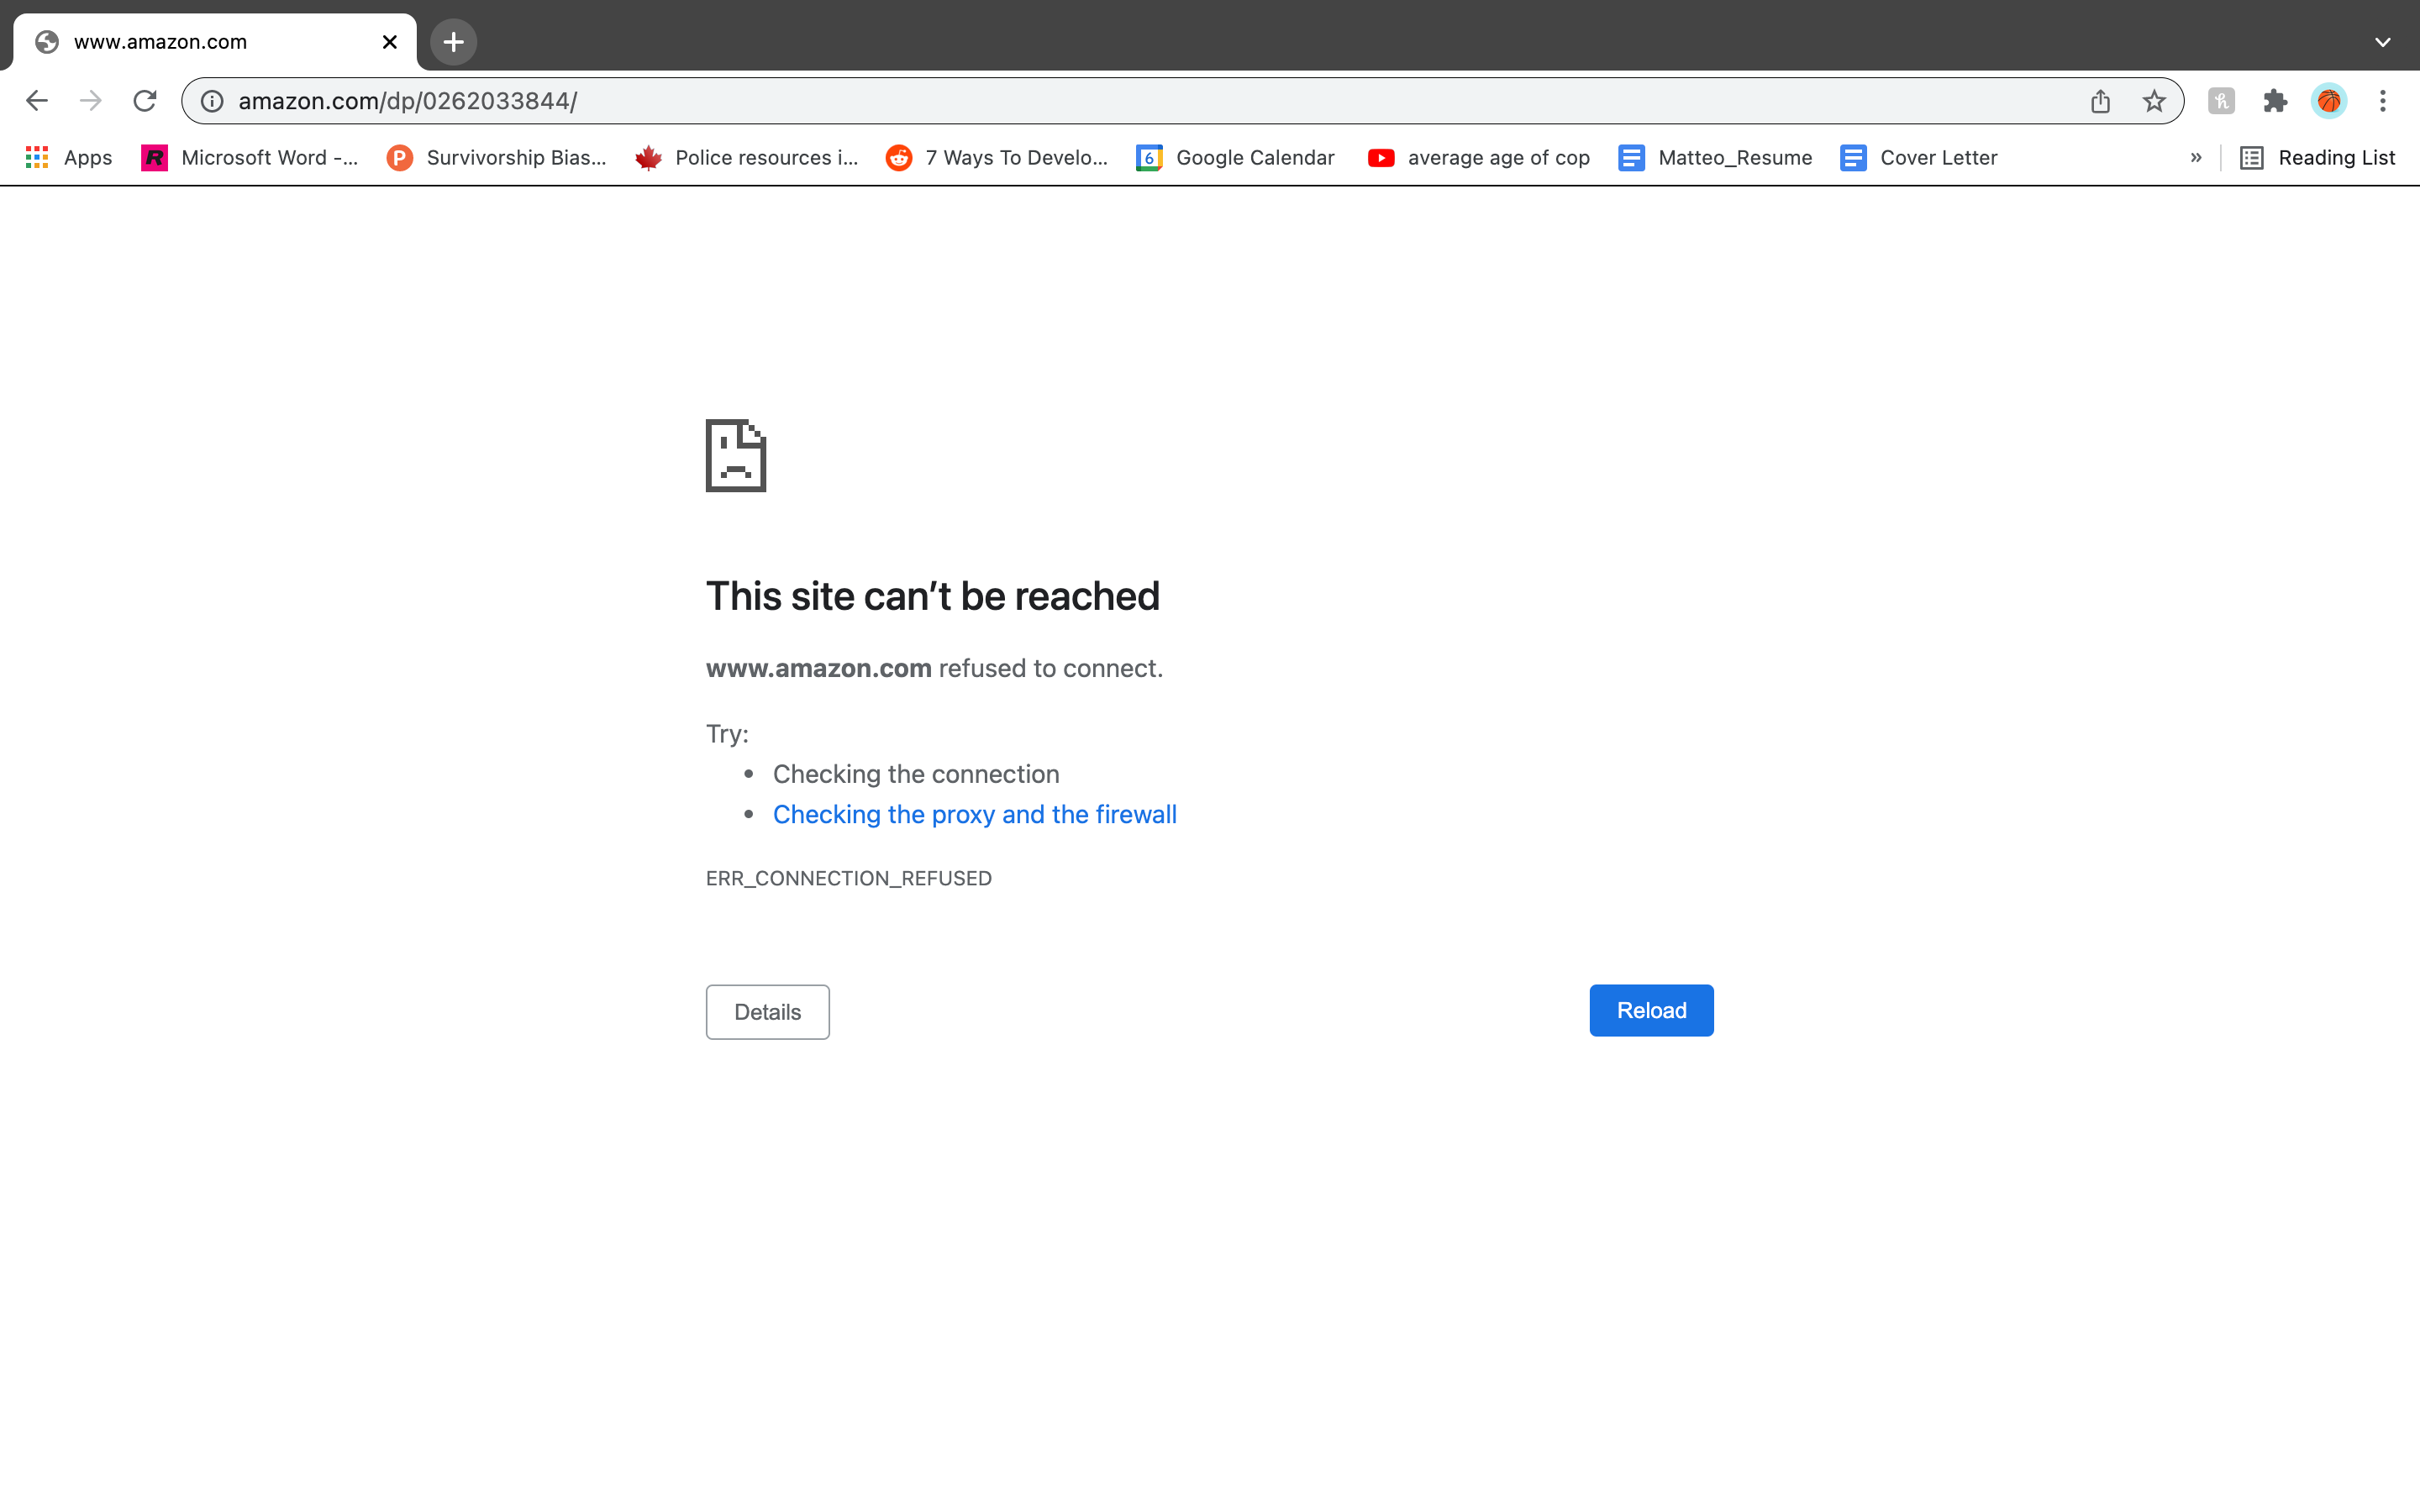 www.amazon.com
amazon.com/dp/0262033844/
Apps Microsoft Word -... Survivorship Bias... Police resources i... 7 Ways To Develo... 6 Google Calendar average age of cop Matteo_Resume Cover Letter » Reading List
This site can’t be reached
www.amazon.com refused to connect.
Try:
• Checking the connection
• Checking the proxy and the firewall
ERR_CONNECTION_REFUSED
Details Reload